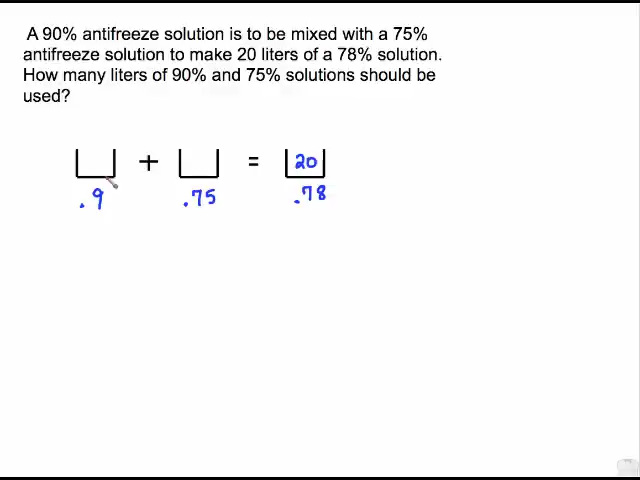 A 90% antifreeze solution is to be mixed with a 75%
antifreeze solution to make 20 liters of a 78% solution.
How many liters of 90% and 75% solutions should be
used?
+ = 20
.9 .75 .78